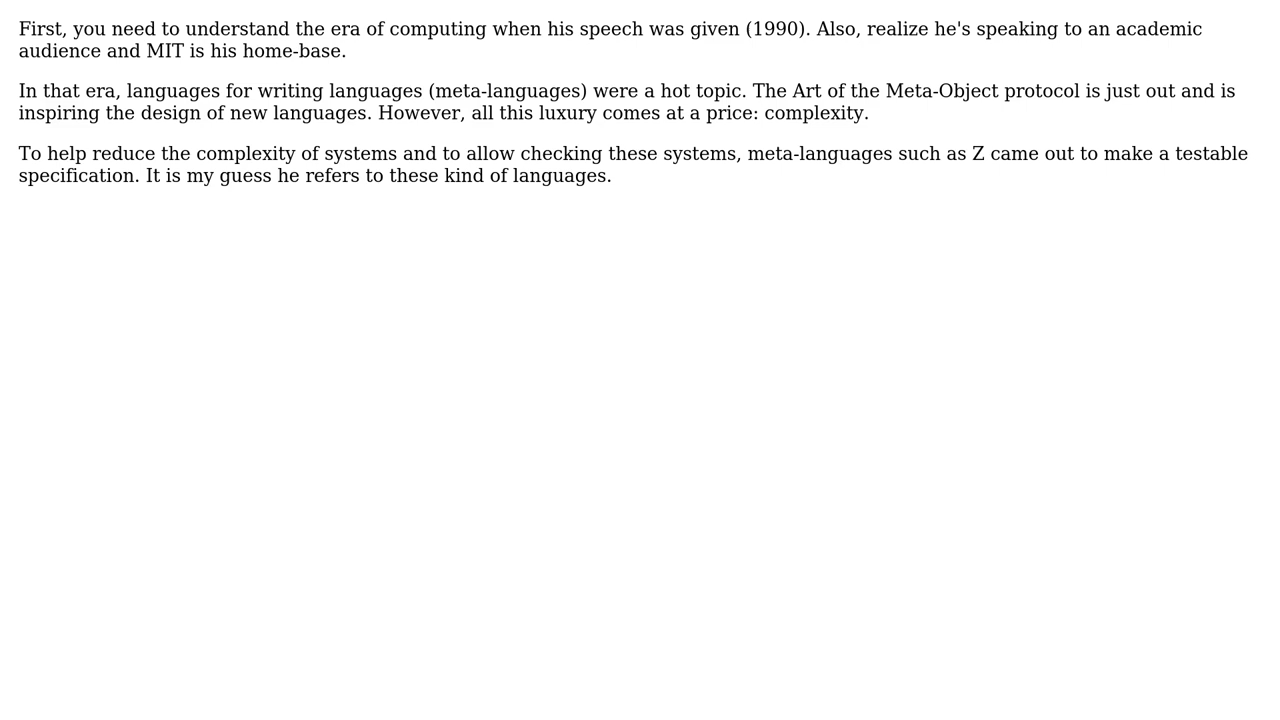 First, you need to understand the era of computing when his speech was given (1990). Also, realize he's speaking to an academic
audience and MIT is his home-base.
In that era, languages for writing languages (meta-languages) were a hot topic. The Art of the Meta-Object protocol is just out and is
inspiring the design of new languages. However, all this luxury comes at a price: complexity.
To help reduce the complexity of systems and to allow checking these systems, meta-languages such as Z came out to make a testable
specification. It is my guess he refers to these kind of languages.